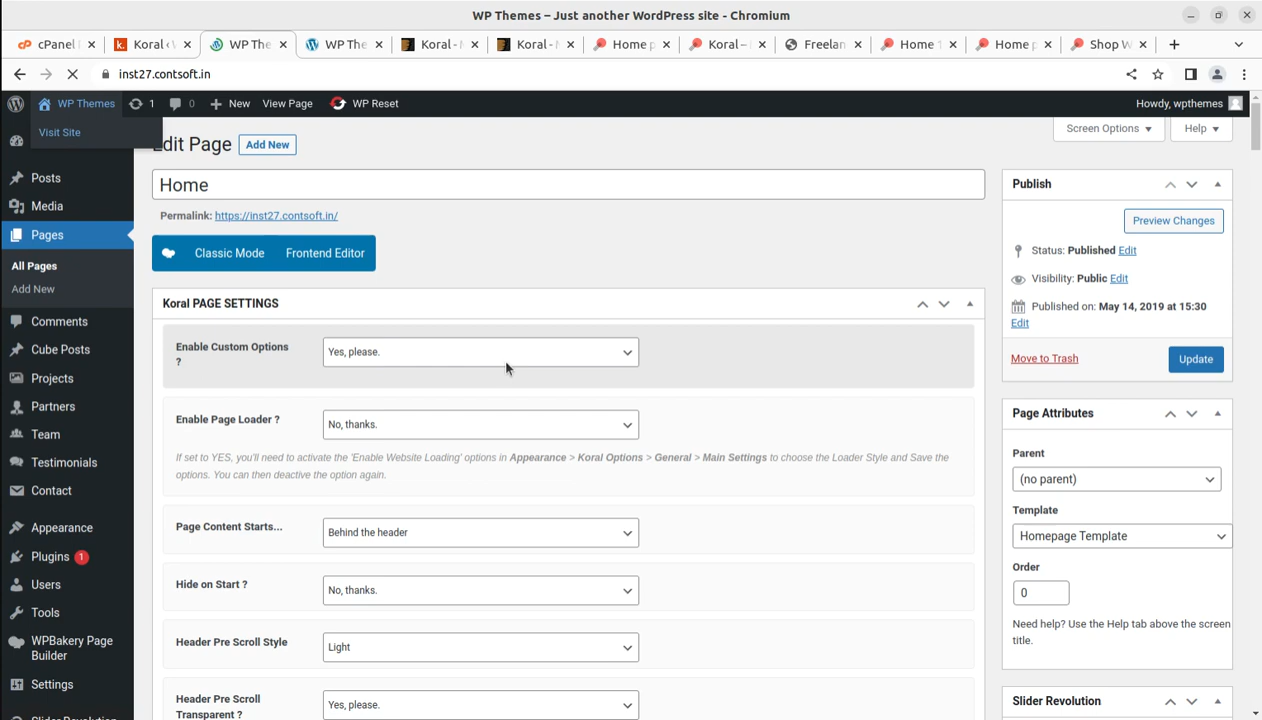 WP Themes – Just another WordPress site - Chromium
cPanel F
Koral ‹ W
WP The
WP The
Koral - N
Koral - N
Home p
Koral –
Freelan
Home 1
Home p
Shop W
inst27.contsoft.in
WP Themes 1 0 New View Page WP Reset Howdy, wpthemes
Visit Site
Screen Options
Help
Edit Page Add New
Home
Permalink: https://inst27.contsoft.in/
Classic Mode Frontend Editor
Posts
Media
Pages
All Pages
Add New
Comments
Cube Posts
Projects
Partners
Team
Testimonials
Contact
Appearance
Plugins 1
Users
Tools
WPBakery Page
Builder
Settings
Slider Revolution
Koral PAGE SETTINGS
Enable Custom Options
?
Yes, please.
Enable Page Loader ?
No, thanks.
If set to YES, you'll need to activate the 'Enable Website Loading' options in Appearance > Koral Options > General > Main Settings to choose the Loader Style and Save the
options. You can then deactive the option again.
Page Content Starts...
Behind the header
Hide on Start ?
No, thanks.
Header Pre Scroll Style
Light
Header Pre Scroll
Transparent ?
Yes, please.
Publish
Preview Changes
Status: Published Edit
Visibility: Public Edit
Published on: May 14, 2019 at 15:30
Edit
Move to Trash
Update
Page Attributes
Parent
(no parent)
Template
Homepage Template
Order
0
Need help? Use the Help tab above the screen
title.
Slider Revolution